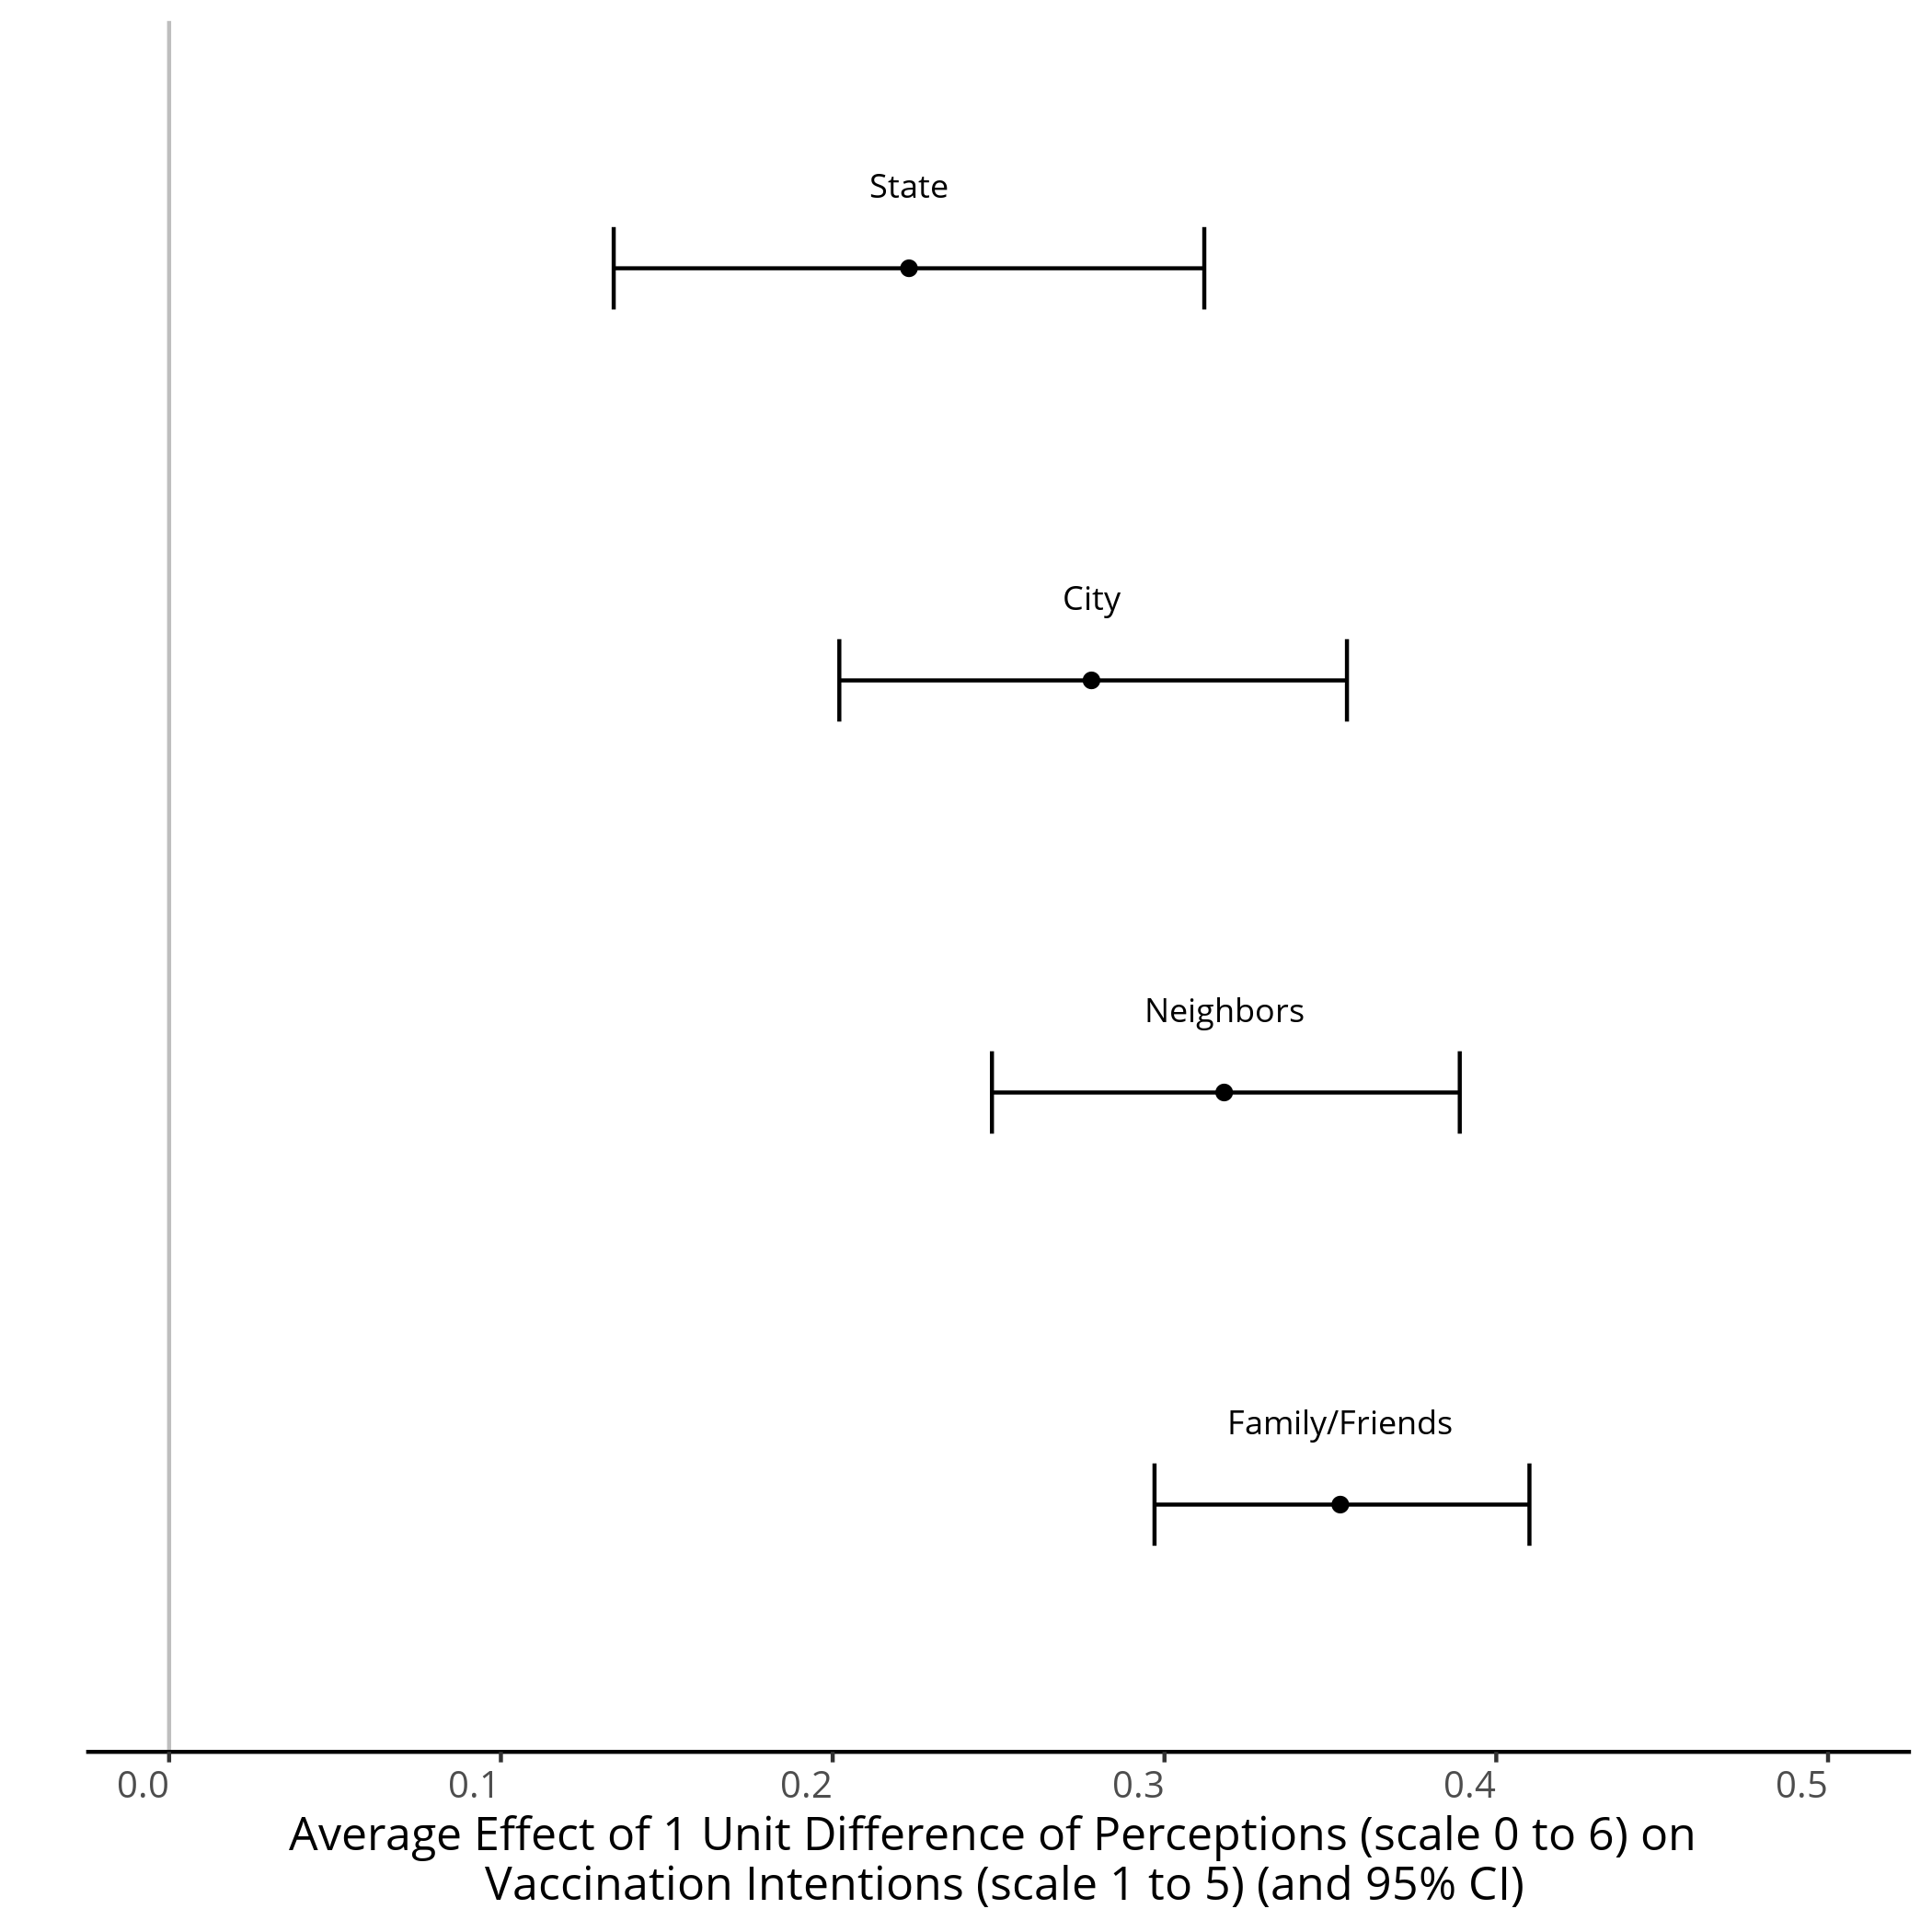 State
City
Neighbors
Family/Friends
0.0 0.1 0.2 0.3 0.4 0.5
Average Effect of 1 Unit Difference of Perceptions (scale 0 to 6) on
Vaccination Intentions (scale 1 to 5) (and 95% CI)